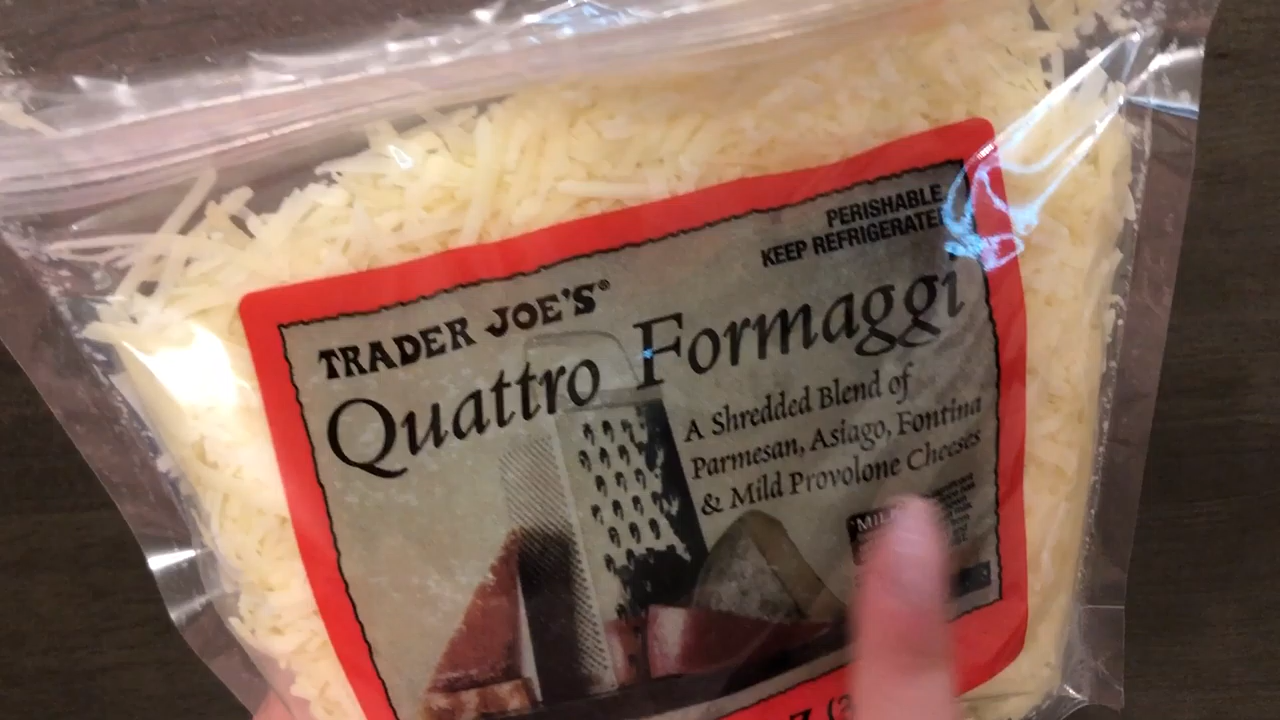 PERISHABLE
KEEP REFRIGERATED
TRADER JOE'S®
Quattro Formaggi
A Shredded Blend of
Parmesan, Asiago, Fontina
& Mild Provolone Cheeses